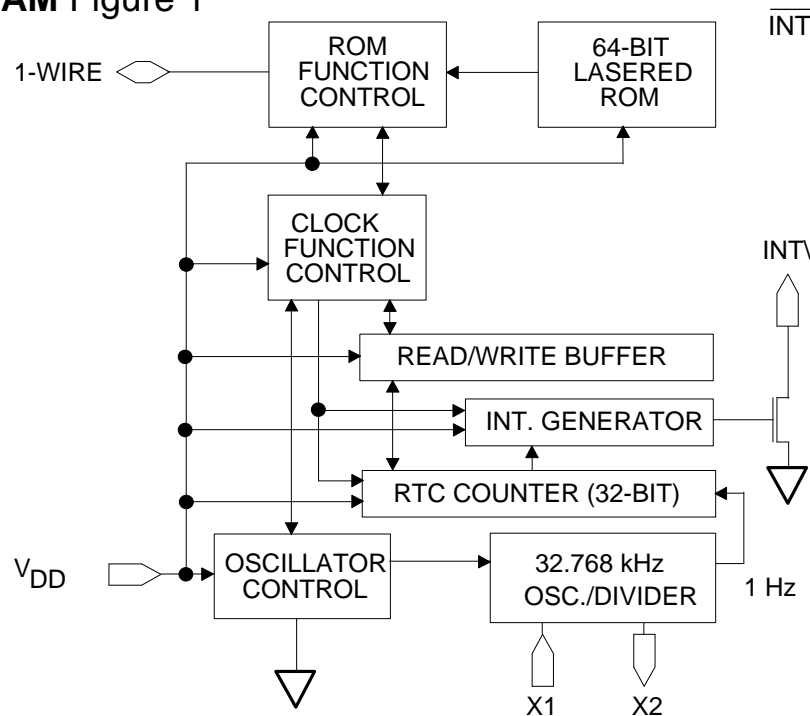 AM Figure 1
INT
1-WIRE
ROM
FUNCTION
CONTROL
64-BIT
LASERED
ROM
CLOCK
FUNCTION
CONTROL
INT\
READ/WRITE BUFFER
INT. GENERATOR
RTC COUNTER (32-BIT)
VDD
OSCILLATOR
CONTROL
32.768 kHz
OSC./DIVIDER
1 Hz
X1
X2